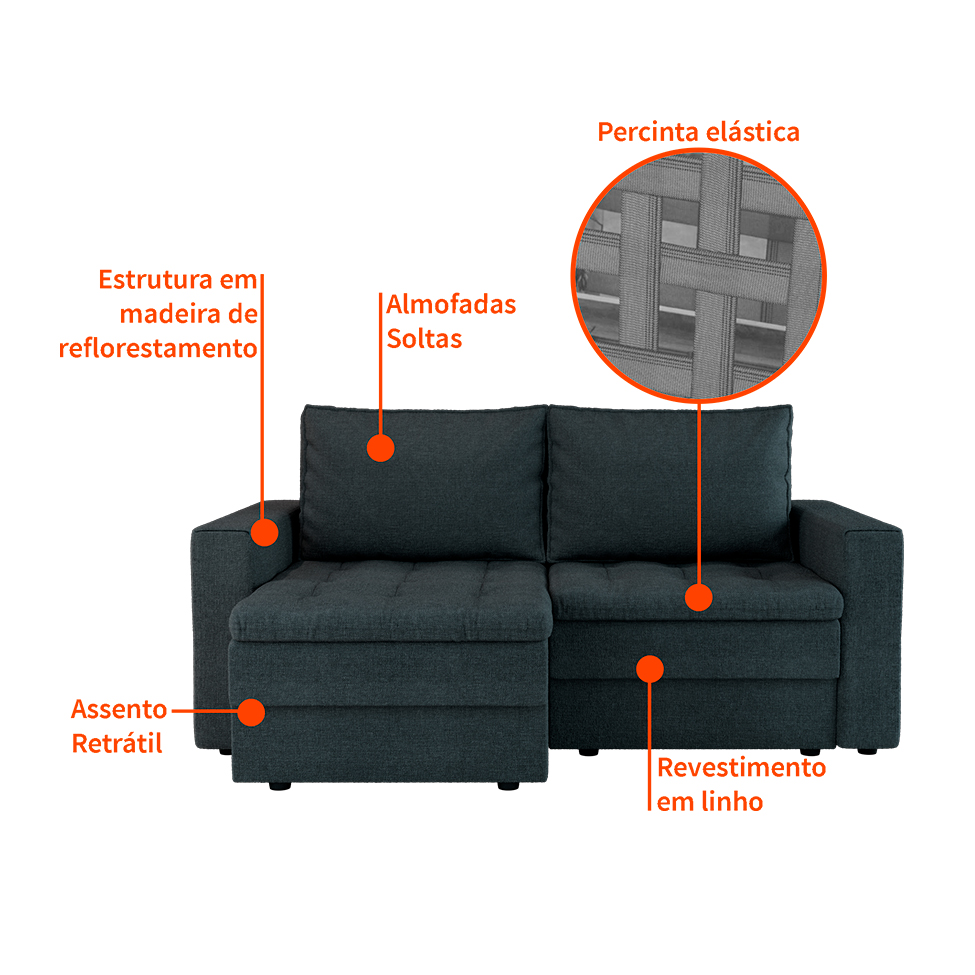 Percinta elástica
Estrutura em
madeira de
reflorestamento
Almofadas
Soltas
Assento
Retrátil
Revestimento
em linho